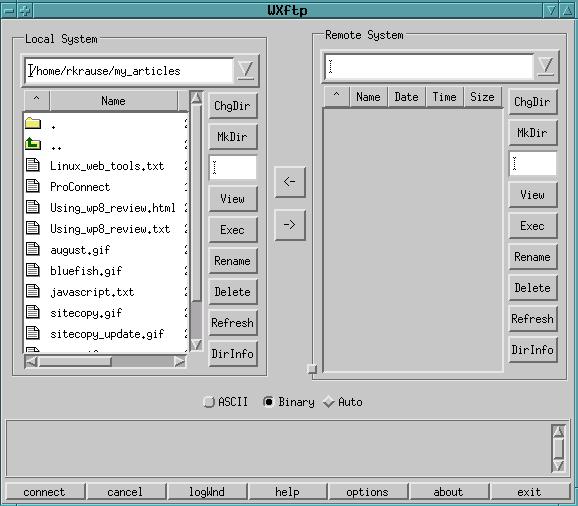 WXftp
Local System
/home/rkrause/my_articles
^ Name
.
..
Linux_web_tools.txt
ProConnect
Using_wp8_review.html
Using_wp8_review.txt
august.gif
bluefish.gif
javascript.txt
sitecopy.gif
sitecopy_update.gif
ChgDir
MkDir
View
Exec
Rename
Delete
Refresh
DirInfo
<-
->
Remote System
^ Name Date Time Size
ChgDir
MkDir
View
Exec
Rename
Delete
Refresh
DirInfo
ASCII Binary Auto
connect cancel logWnd help options about exit